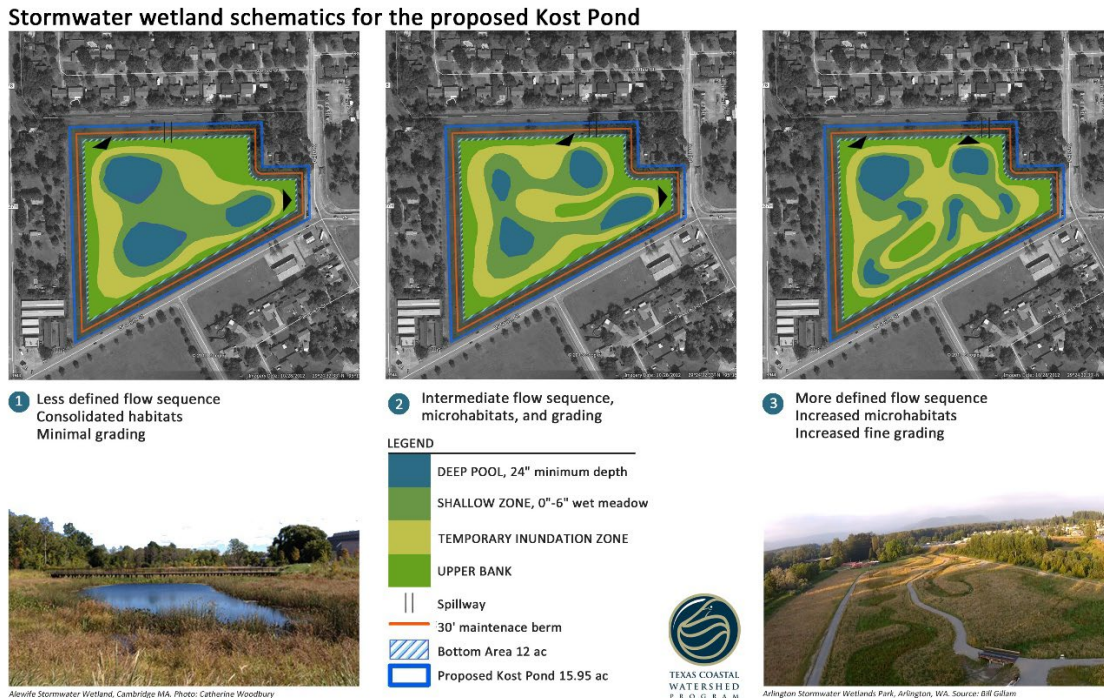 Stormwater wetland schematics for the proposed Kost Pond
1 Less defined flow sequence
Consolidated habitats
Minimal grading
2 Intermediate flow sequence,
microhabitats, and grading
3 More defined flow sequence
Increased microhabitats
Increased fine grading
LEGEND
DEEP POOL, 24" minimum depth
SHALLOW ZONE, 0"-6" wet meadow
TEMPORARY INUNDATION ZONE
UPPER BANK
Spillway
30' maintenace berm
Bottom Area 12 ac
Proposed Kost Pond 15.95 ac
TEXAS COASTAL
WATERSHED
PROGRAM
Alewife Stormwater Wetland, Cambridge MA. Photo: Catherine Woodbury
Arlington Stormwater Wetlands Park, Arlington, WA. Source: Bill Gillam